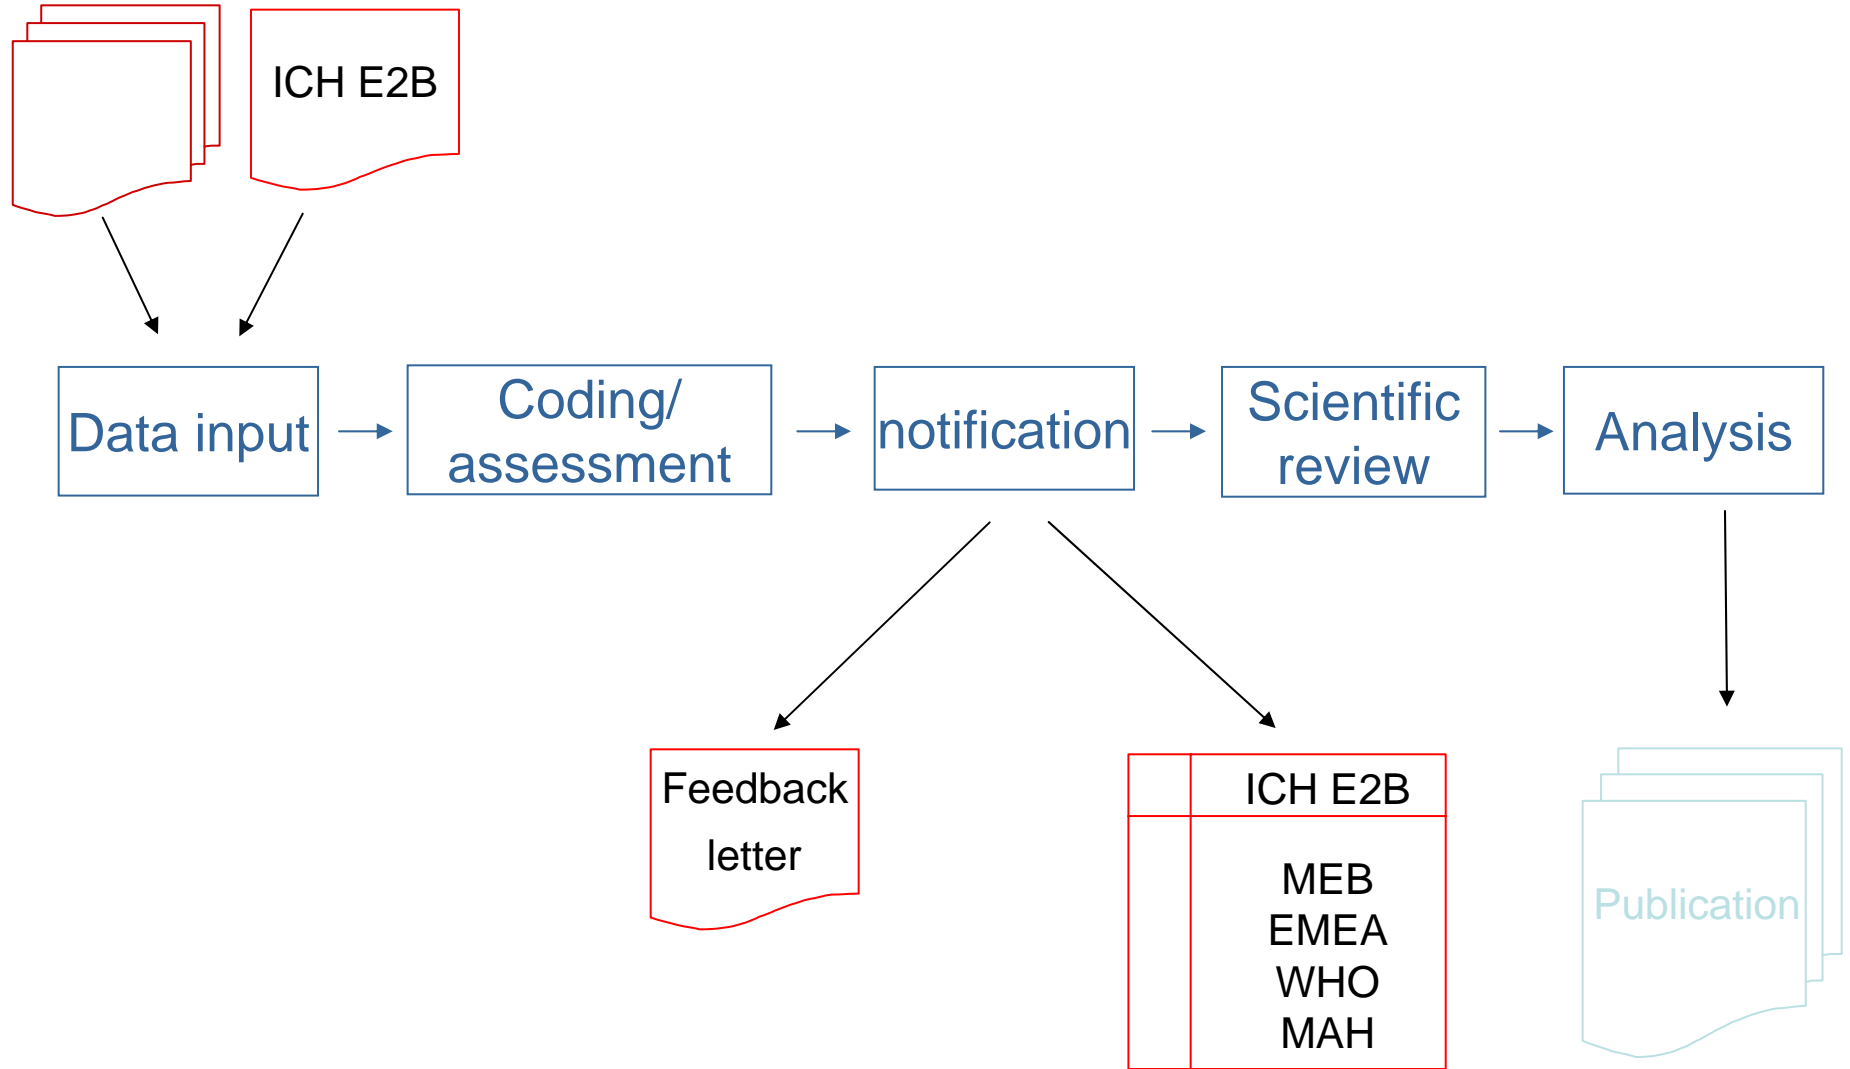 ICH E2B
Data input
Coding/
assessment
notification
Scientific
review
Analysis
Feedback
letter
ICH E2B
MEB
EMEA
WHO
MAH
Publication